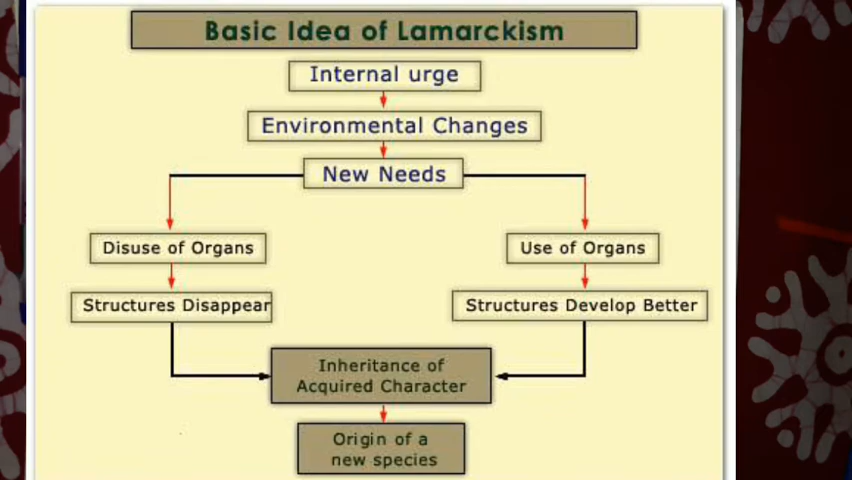 Basic Idea of Lamarckism
Internal urge
Environmental Changes
New Needs
Disuse of Organs
Use of Organs
Structures Disappear
Structures Develop Better
Inheritance of
Acquired Character
Origin of a
new species